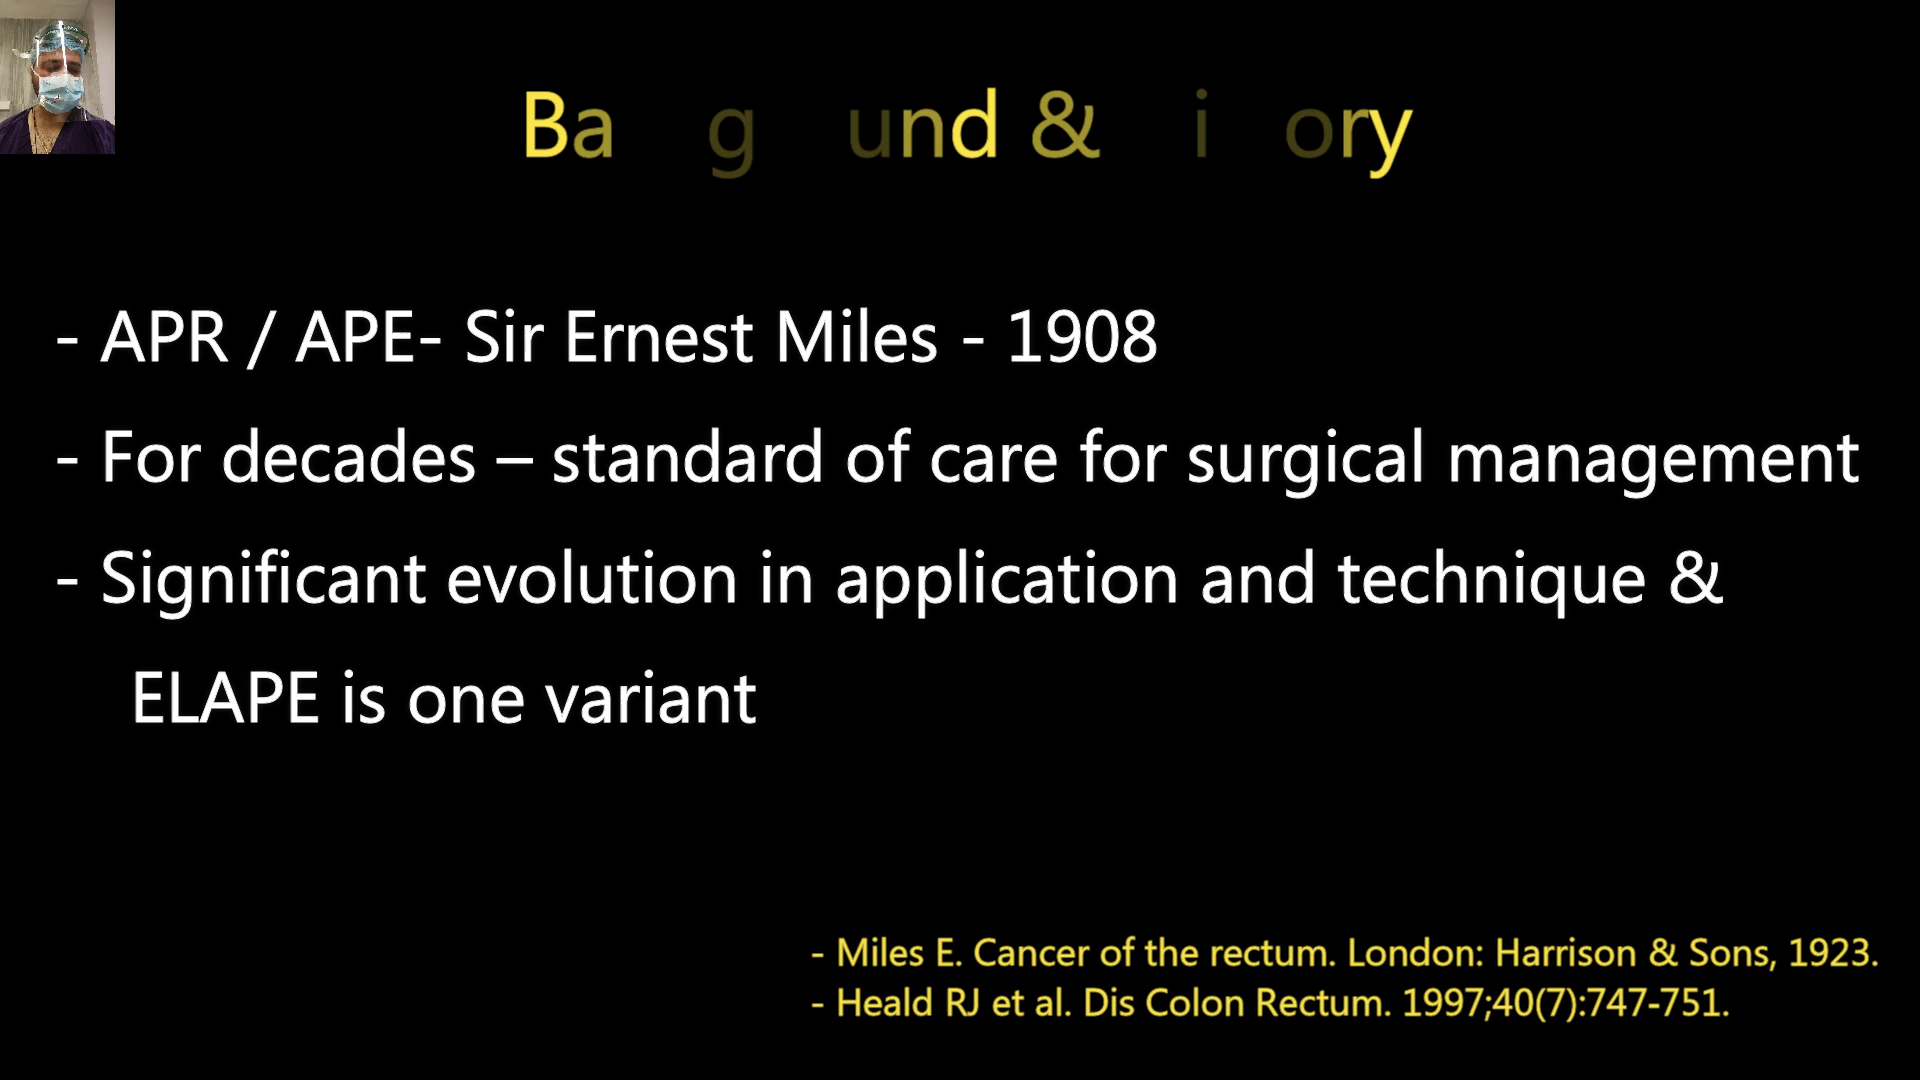 Ba g und & i ory
- APR / APE- Sir Ernest Miles - 1908
- For decades – standard of care for surgical management
- Significant evolution in application and technique &
ELAPE is one variant
- Miles E. Cancer of the rectum. London: Harrison & Sons, 1923.
- Heald RJ et al. Dis Colon Rectum. 1997;40(7):747-751.